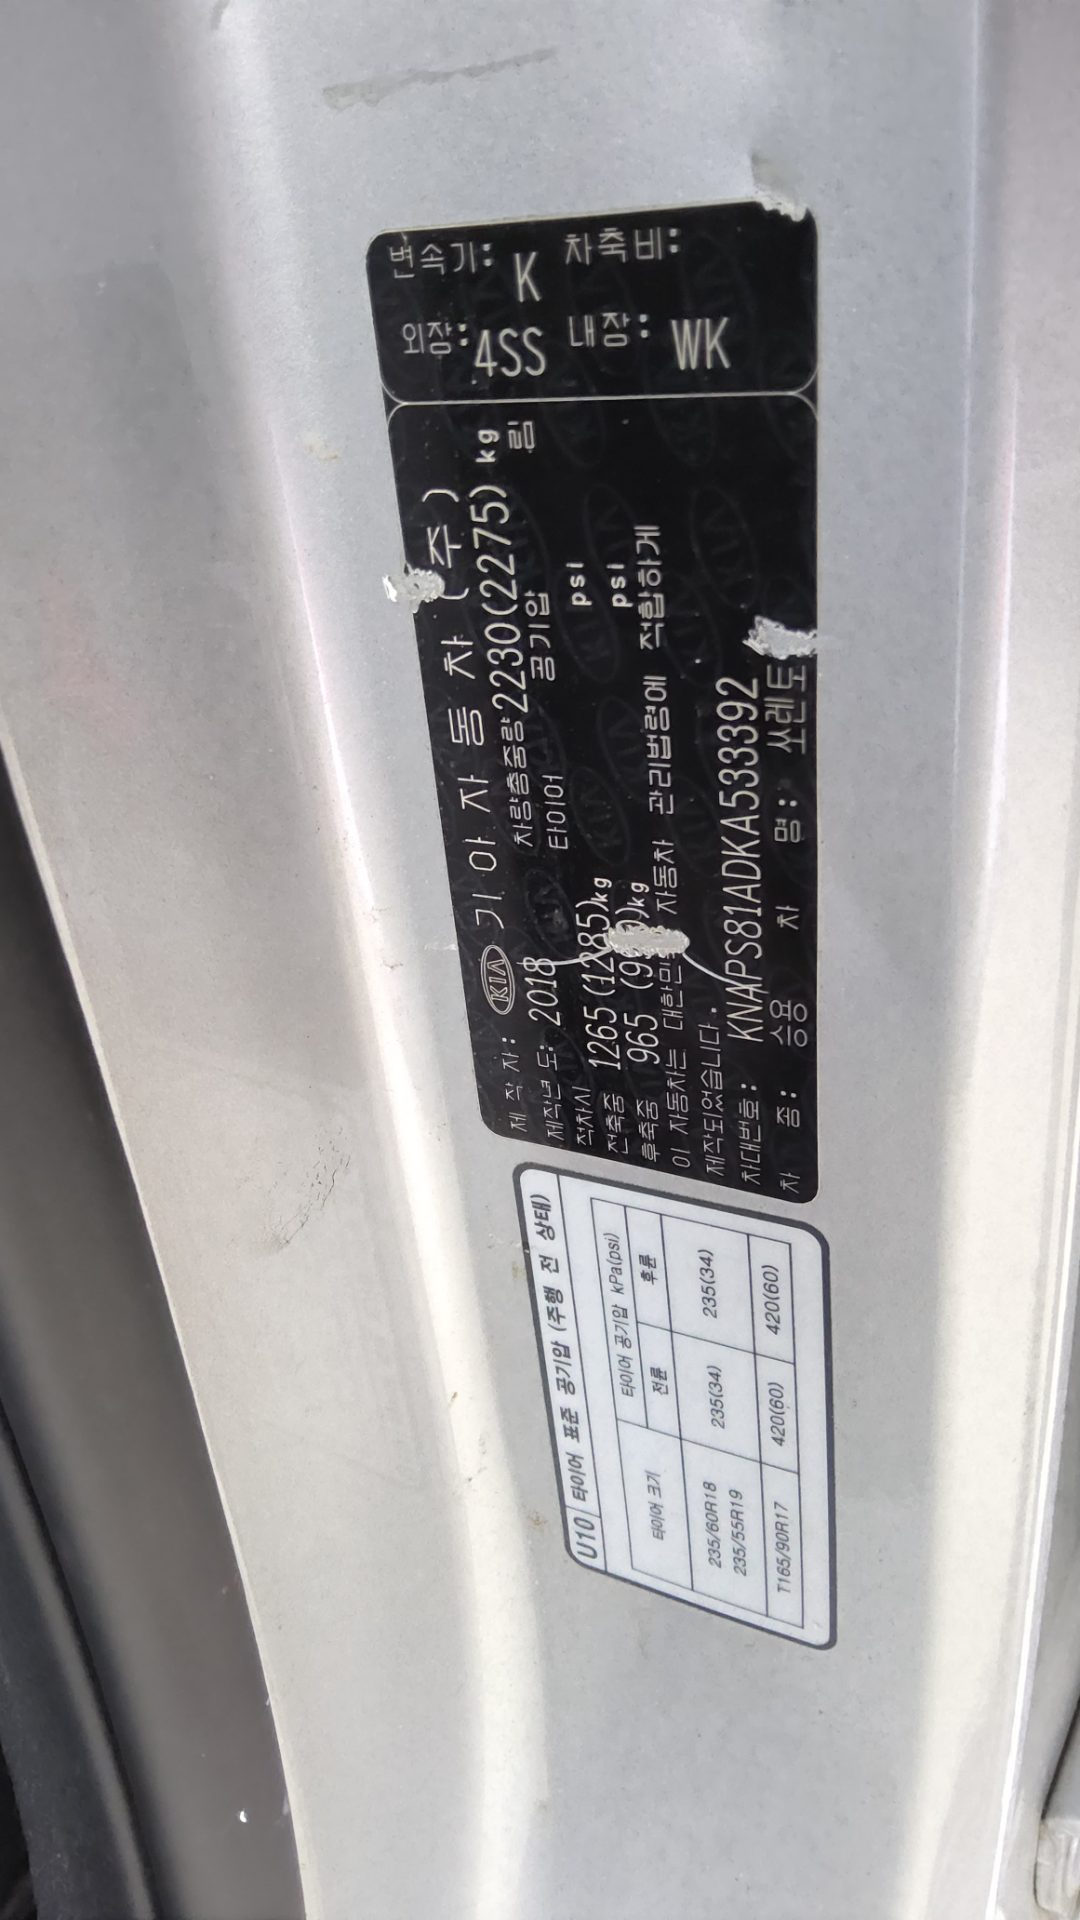 변속기: K 차축비:
외장: 4SS 내장: WK
제 작 자: KIA 기아자동차 (주)
제작년 도: 2018 차량총중량 2230(2275) kg
적차시 타이어 공기압 림
전축중 1265(1285)kg psi
후축중 965 kg psi
이 자동차는 자동차 관리법령에 적합하게
제작되었습니다.
차대번호: KNAPS81ADKA533392
차 종: 승용 차 명: 쏘렌토
U10 타이어 표준 공기압 (주행 전 상태)
타이어 크기 타이어 공기압 kPa(psi)
전륜 후륜
235/60R18
235/55R19 235(34) 235(34)
T165/90R17 420(60) 420(60)